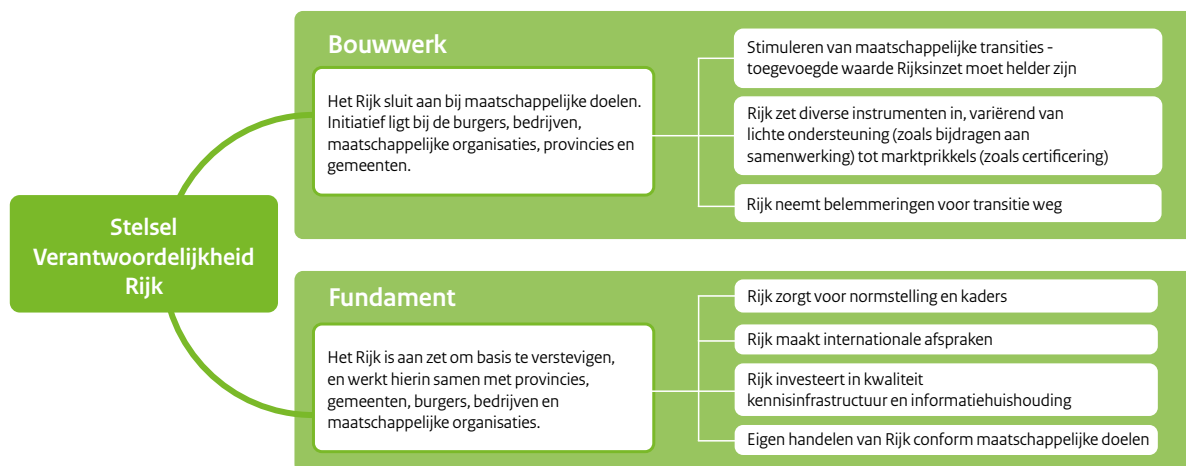 Stelsel
Verantwoordelijkheid
Rijk
Bouwwerk
Het Rijk sluit aan bij maatschappelijke doelen.
Initiatief ligt bij de burgers, bedrijven,
maatschappelijke organisaties, provincies en
gemeenten.
Stimuleren van maatschappelijke transities -
toegevoegde waarde Rijksinzet moet helder zijn
Rijk zet diverse instrumenten in, variërend van
lichte ondersteuning (zoals bijdragen aan
samenwerking) tot marktprikkels (zoals certificering)
Rijk neemt belemmeringen voor transitie weg
Fundament
Het Rijk is aan zet om basis te verstevigen,
en werkt hierin samen met provincies,
gemeenten, burgers, bedrijven en
maatschappelijke organisaties.
Rijk zorgt voor normstelling en kaders
Rijk maakt internationale afspraken
Rijk investeert in kwaliteit
kennisinfrastructuur en informatiehuishouding
Eigen handelen van Rijk conform maatschappelijke doelen